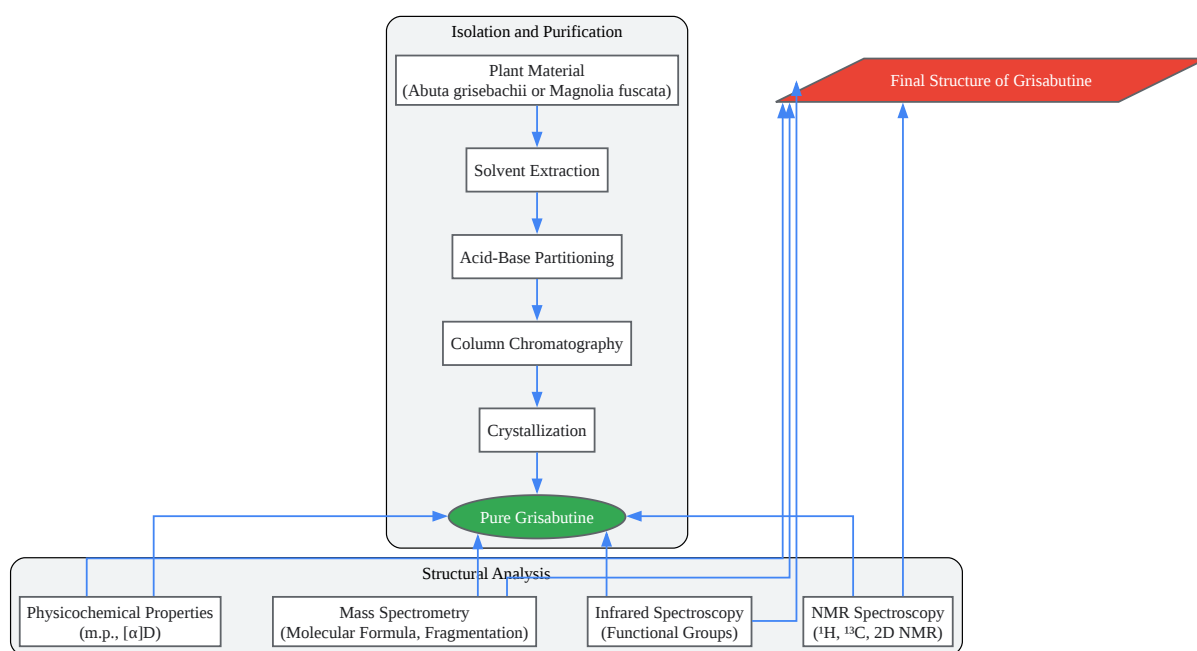 Isolation and Purification
Plant Material
(Abuta grisebachii or Magnolia fuscata)
Final Structure of Grisabutine
Solvent Extraction
Acid-Base Partitioning
Column Chromatography
Crystallization
Pure Grisabutine
Structural Analysis
Physicochemical Properties
(m.p., [α]D)
Mass Spectrometry
(Molecular Formula, Fragmentation)
Infrared Spectroscopy
(Functional Groups)
NMR Spectroscopy
(¹H, ¹³C, 2D NMR)